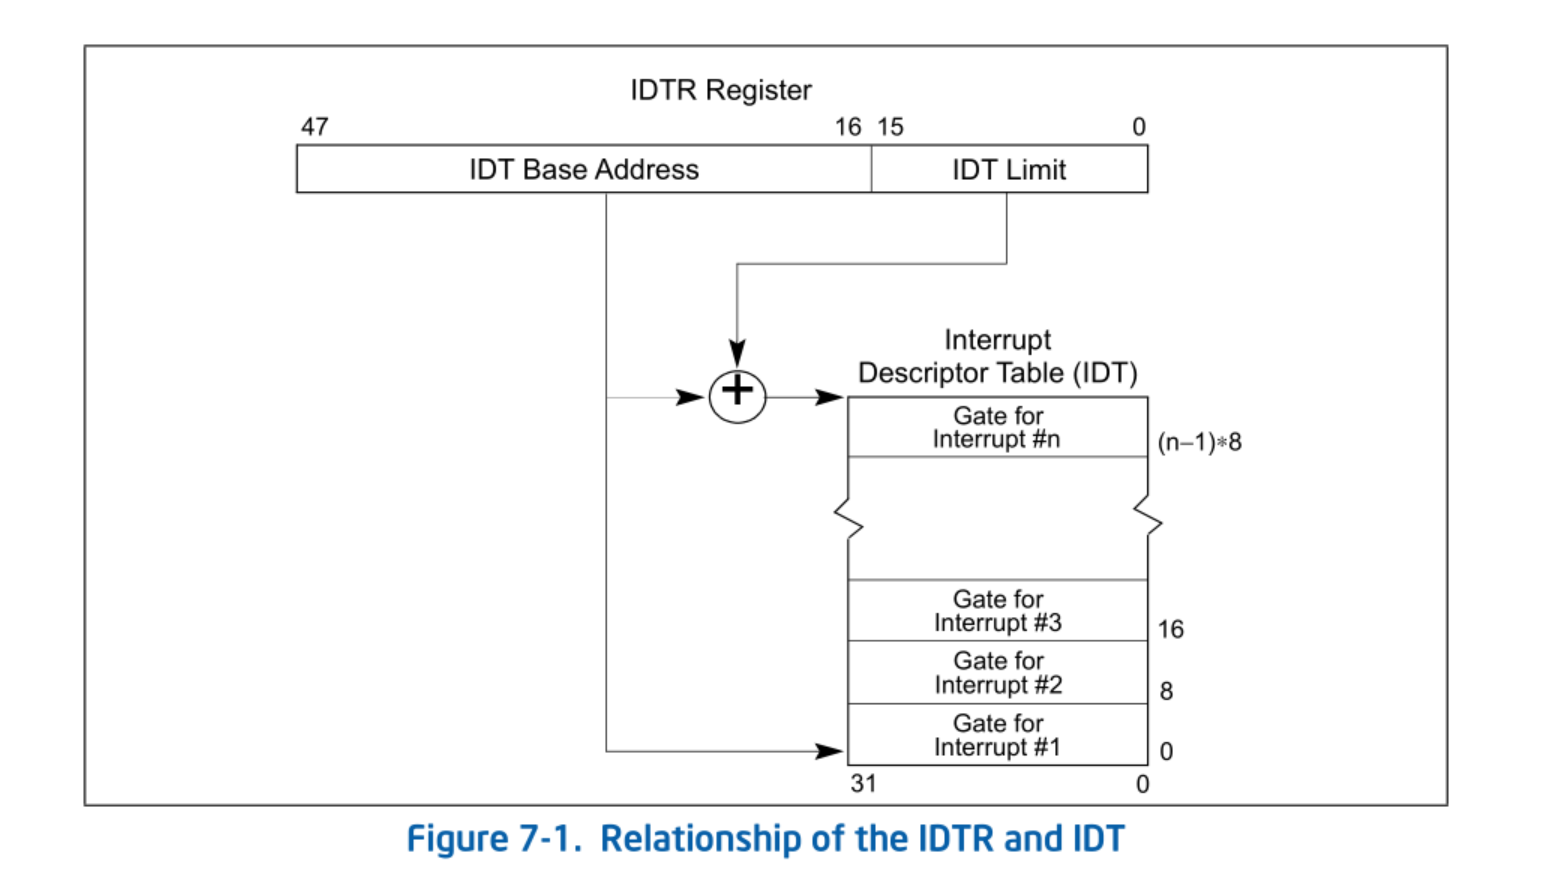 IDTR Register
47 16 15 0
IDT Base Address IDT Limit
+
Interrupt
Descriptor Table (IDT)
Gate for
Interrupt #n
(n−1)∗8
Gate for
Interrupt #3
16
Gate for
Interrupt #2
8
Gate for
Interrupt #1
0
31 0
Figure 7-1. Relationship of the IDTR and IDT